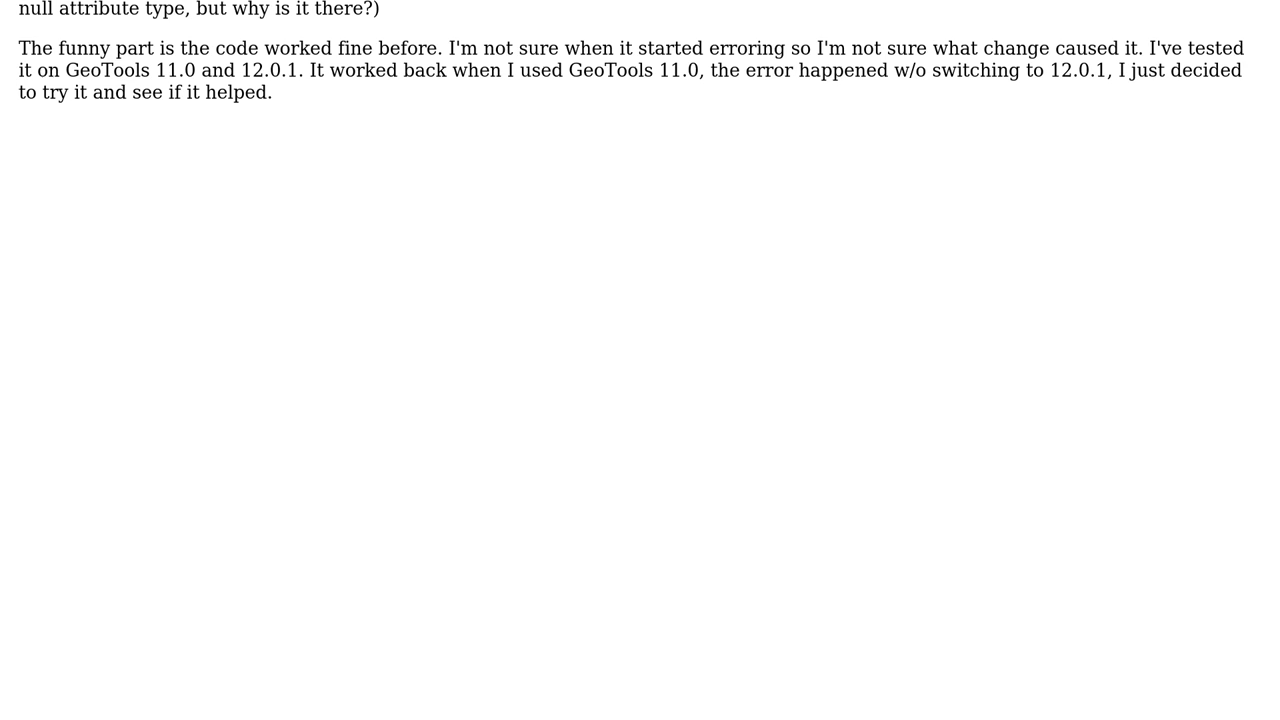 null attribute type, but why is it there?)
The funny part is the code worked fine before. I'm not sure when it started erroring so I'm not sure what change caused it. I've tested
it on GeoTools 11.0 and 12.0.1. It worked back when I used GeoTools 11.0, the error happened w/o switching to 12.0.1, I just decided
to try it and see if it helped.